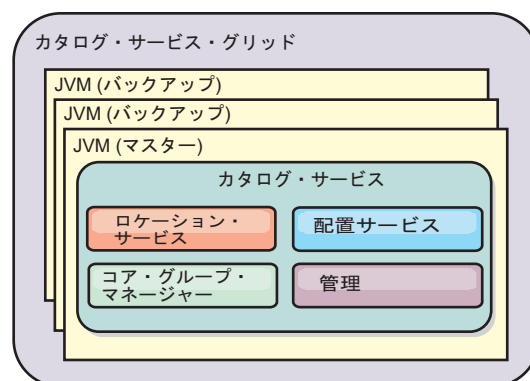 カタログ・サービス・グリッド
JVM (バックアップ)
JVM (バックアップ)
JVM (マスター)
カタログ・サービス
ロケーション・
サービス
配置サービス
コア・グループ・
マネージャー
管理